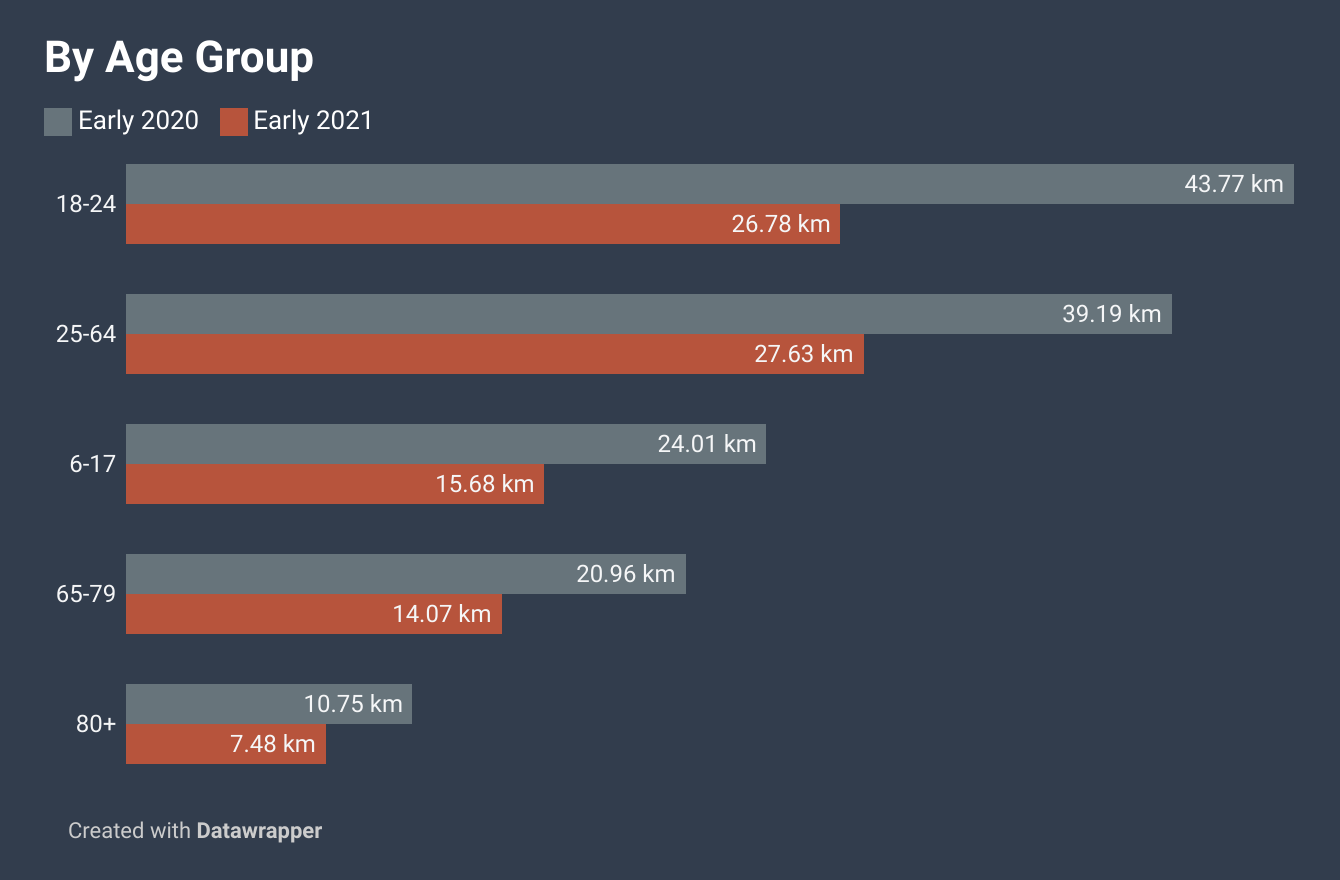 By Age Group
Early 2020 Early 2021
18-24
43.77 km
26.78 km
25-64
39.19 km
27.63 km
6-17
24.01 km
15.68 km
65-79
20.96 km
14.07 km
80+
10.75 km
7.48 km
Created with Datawrapper